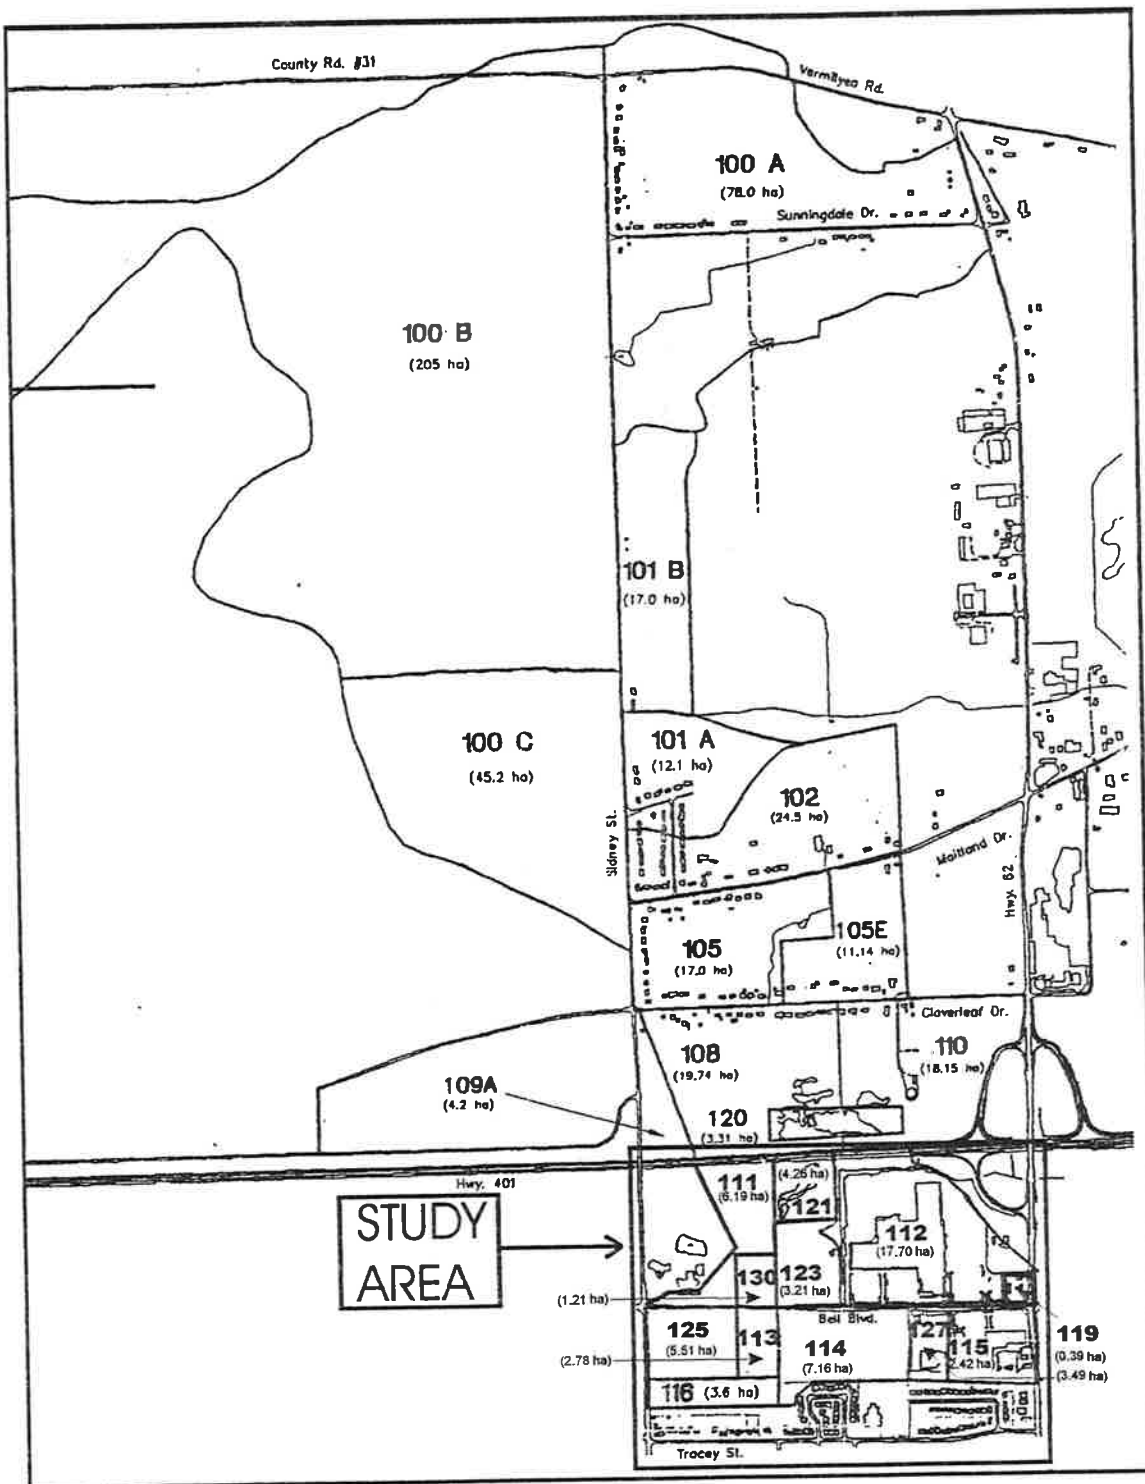 County Rd. #31
Vermilyea Rd.
100 A
(78.0 ha)
Sunningdale Dr.
100 B
(205 ha)
101 B
(17.0 ha)
100 C
(45.2 ha)
101 A
(12.1 ha)
102
(24.5 ha)
Sidney St.
Maitland Dr.
Hwy. 62
105
(17.0 ha)
105E
(11.14 ha)
Cloverleaf Dr.
108
(19.74 ha)
110
(18.15 ha)
109A
(4.2 ha)
120
(3.31 ha)
Hwy. 401
111
(6.19 ha)
(4.26 ha)
121
STUDY
AREA
112
(17.70 ha)
130
(1.21 ha)
123
(3.21 ha)
Bell Blvd.
125
(5.51 ha)
113
(2.78 ha)
114
(7.16 ha)
127
115
2.42 ha)
119
(0.39 ha)
(3.49 ha)
116 (3.6 ha)
Tracey St.